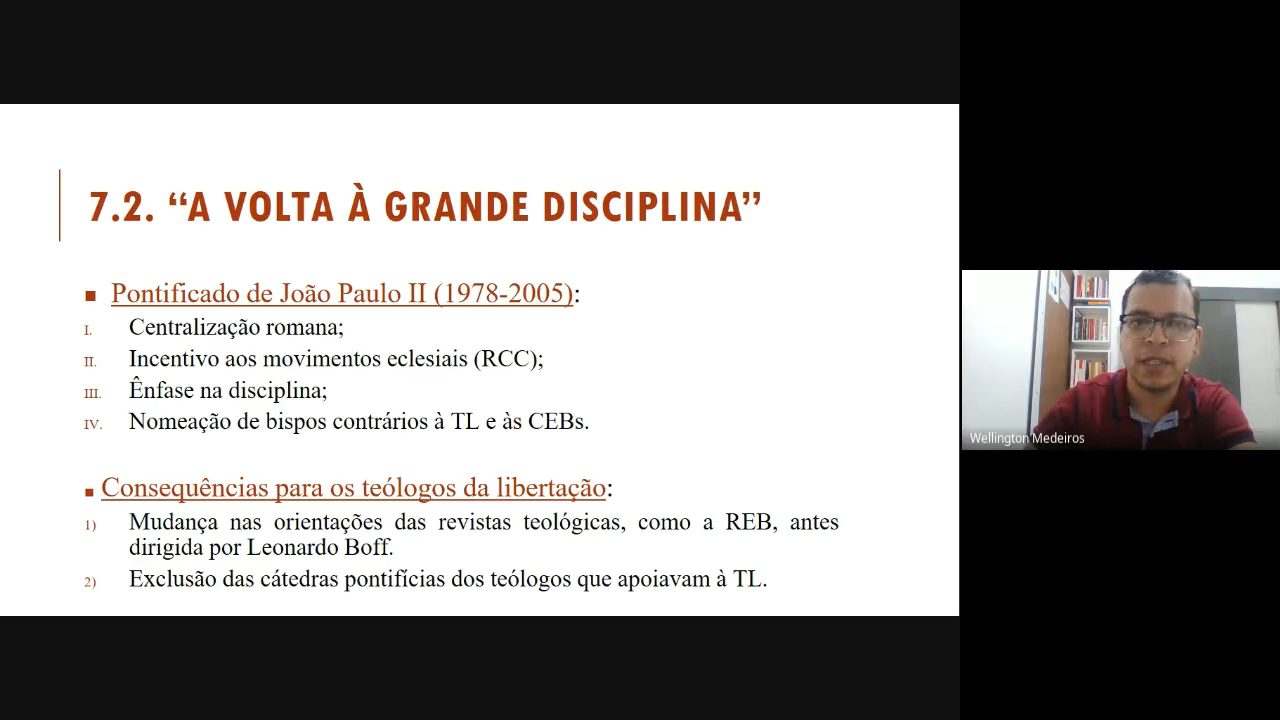 7.2. “A VOLTA À GRANDE DISCIPLINA”
■ Pontificado de João Paulo II (1978-2005):
I. Centralização romana;
II. Incentivo aos movimentos eclesiais (RCC);
III. Ênfase na disciplina;
IV. Nomeação de bispos contrários à TL e às CEBs.
■ Consequências para os teólogos da libertação:
1) Mudança nas orientações das revistas teológicas, como a REB, antes
dirigida por Leonardo Boff.
2) Exclusão das cátedras pontifícias dos teólogos que apoiavam à TL.
Wellington Medeiros